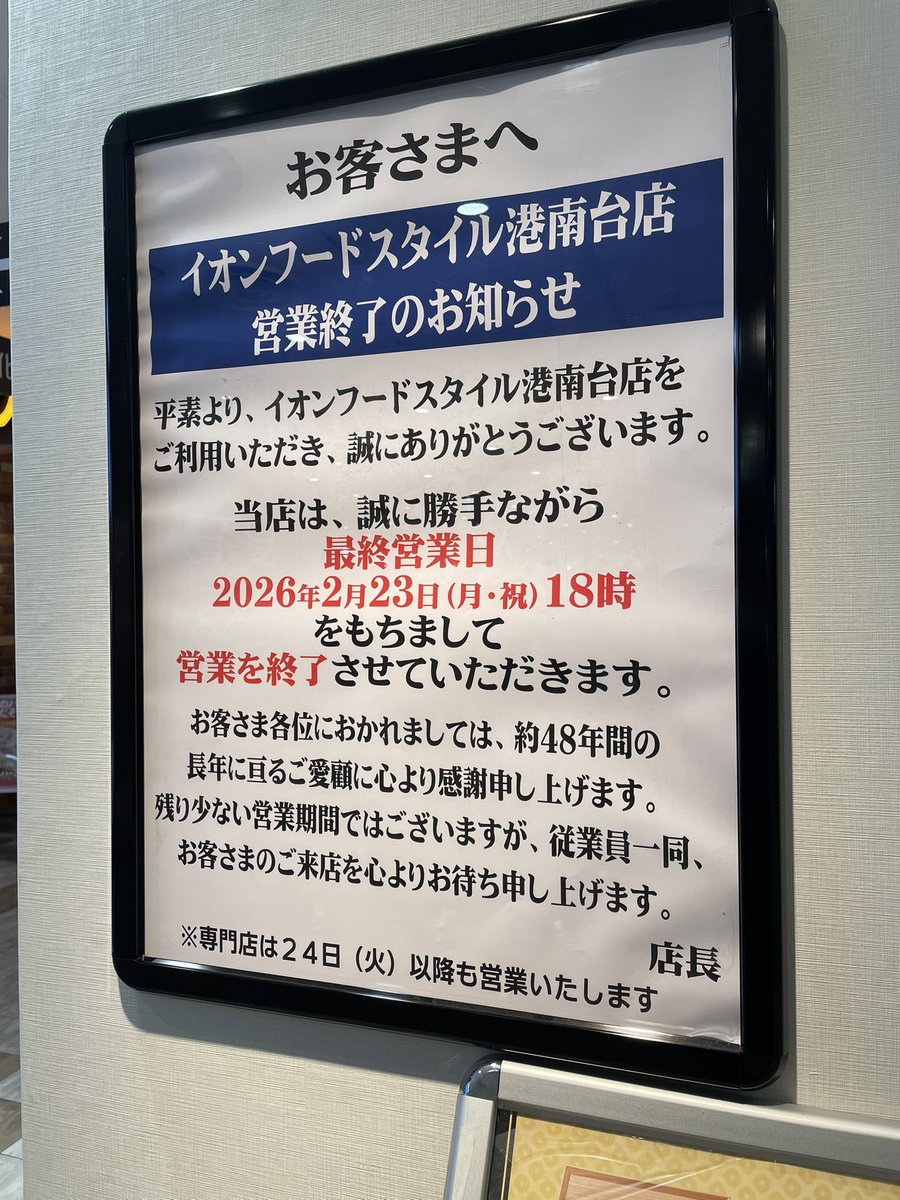 お客さまへ
イオンフードスタイル港南台店
営業終了のお知らせ
平素より、イオンフードスタイル港南台店を
ご利用いただき、誠にありがとうございます。
当店は、誠に勝手ながら
最終営業日
2026年2月23日(月・祝)18時
をもちまして
営業を終了させていただきます。
お客さま各位におかれましては、約48年間の
長年に亘るご愛顧に心より感謝申し上げます。
残り少ない営業期間ではございますが、従業員一同、
お客さまのご来店を心よりお待ち申し上げます。
店長
※専門店は24日(火)以降も営業いたします